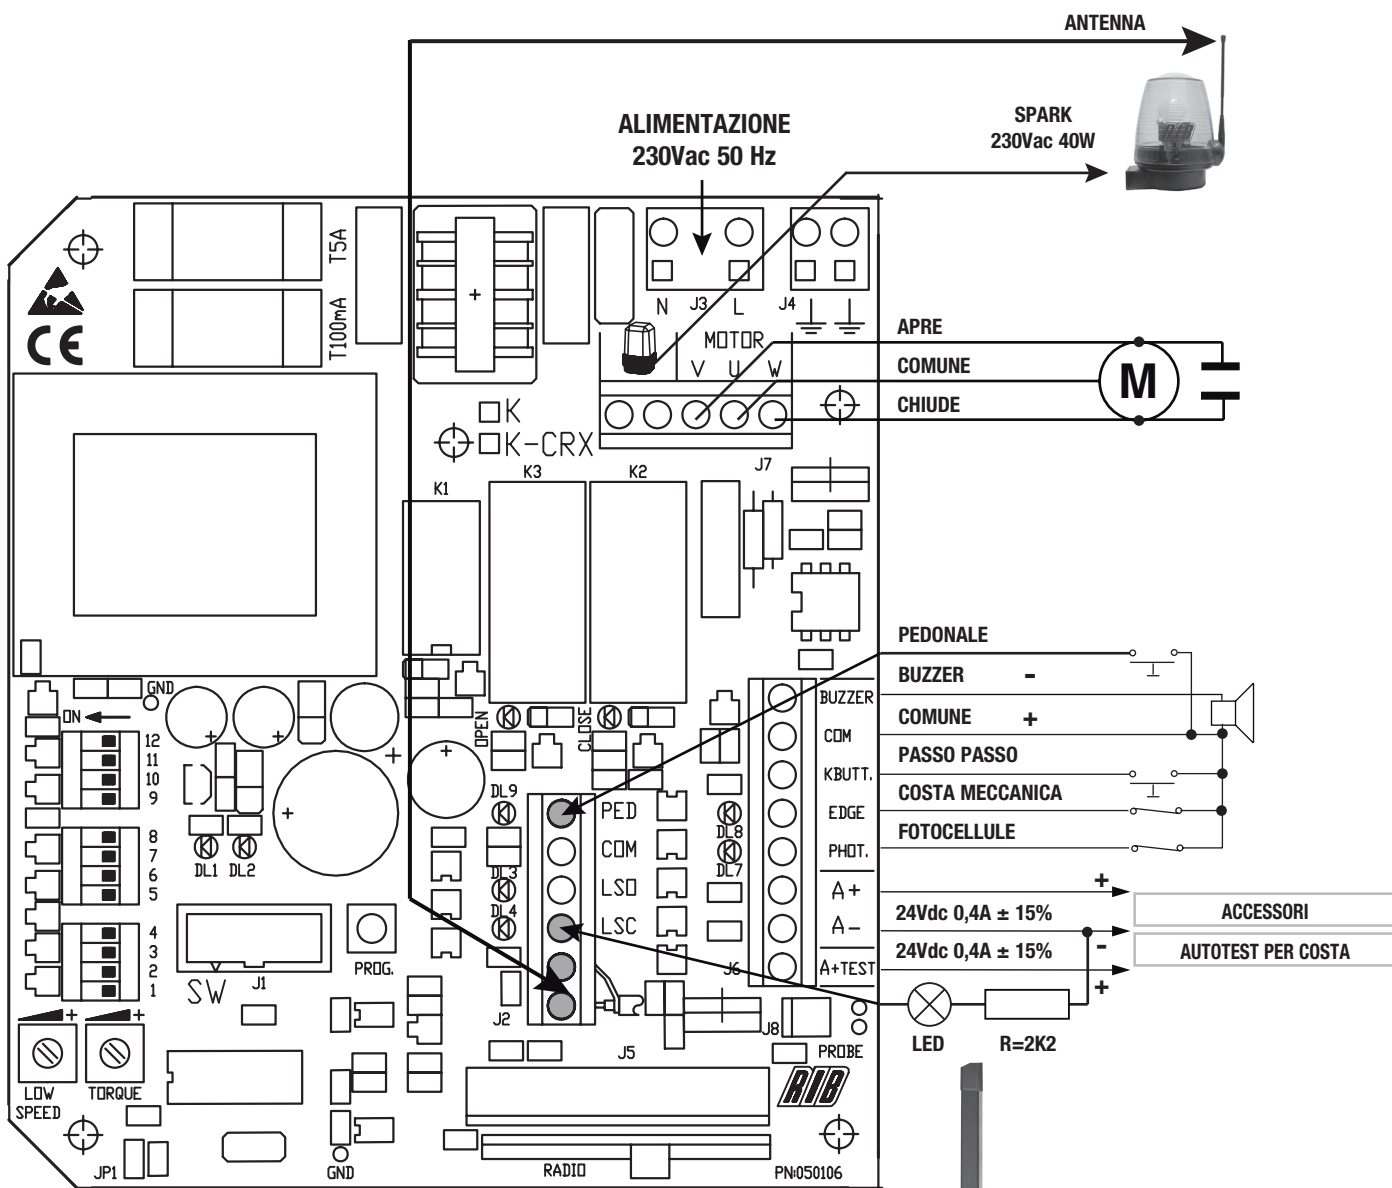 ANTENNA
SPARK
230Vac 40W
RIB
ALIMENTAZIONE
230Vac 50 Hz
T5A
T100mA
CE
N J3 L J4
MOTOR
V U W
APRE
COMUNE
CHIUDE
M
K
K-CRX
J7
K1 K3 K2
PEDONALE
BUZZER -
COMUNE +
PASSO PASSO
COSTA MECCANICA
FOTOCELLULE
BUZZER
COM
KBUTT.
EDGE
PHOT.
A+
A-
A+TEST
J6
+
24Vdc 0,4A ± 15%
ACCESSORI
-
24Vdc 0,4A ± 15%
AUTOTEST PER COSTA
+
LED R=2K2
GND
ON
12
11
10
9
8
7
6
5
4
3
2
1
DL1 DL2
OPEN CLOSE
DL9 PED
COM
DL3 LSO
DL4 LSC
DL8
DL7
SW J1
PROG.
J2
J5
J8
PROBE
+ +
LOW
SPEED
TORQUE
JP1
GND
RADIO
RIB
PN:050106